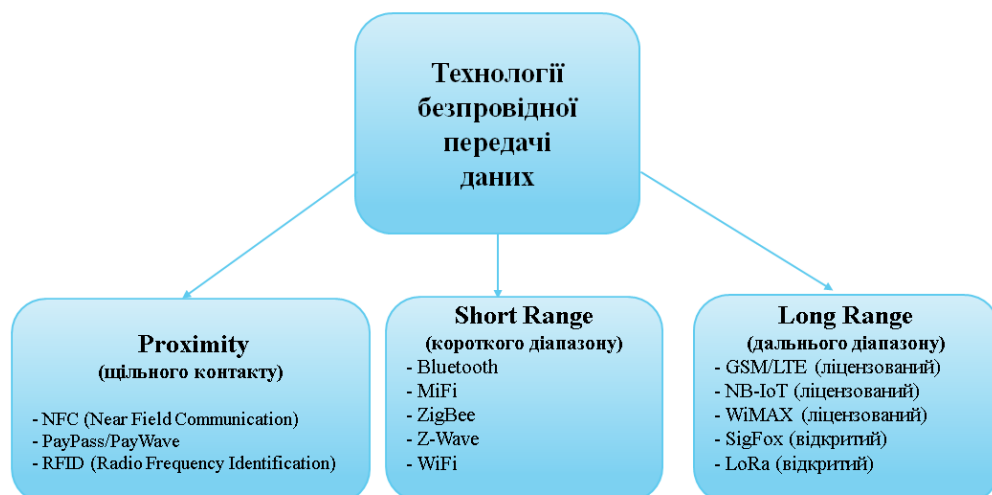 Технології
безпровідної
передачі
даних
Proximity
(щільного контакту)
- NFC (Near Field Communication)
- PayPass/PayWave
- RFID (Radio Frequency Identification)
Short Range
(короткого діапазону)
- Bluetooth
- MiFi
- ZigBee
- Z-Wave
- WiFi
Long Range
(дальнього діапазону)
- GSM/LTE (ліцензований)
- NB-IoT (ліцензований)
- WiMAX (ліцензований)
- SigFox (відкритий)
- LoRa (відкритий)